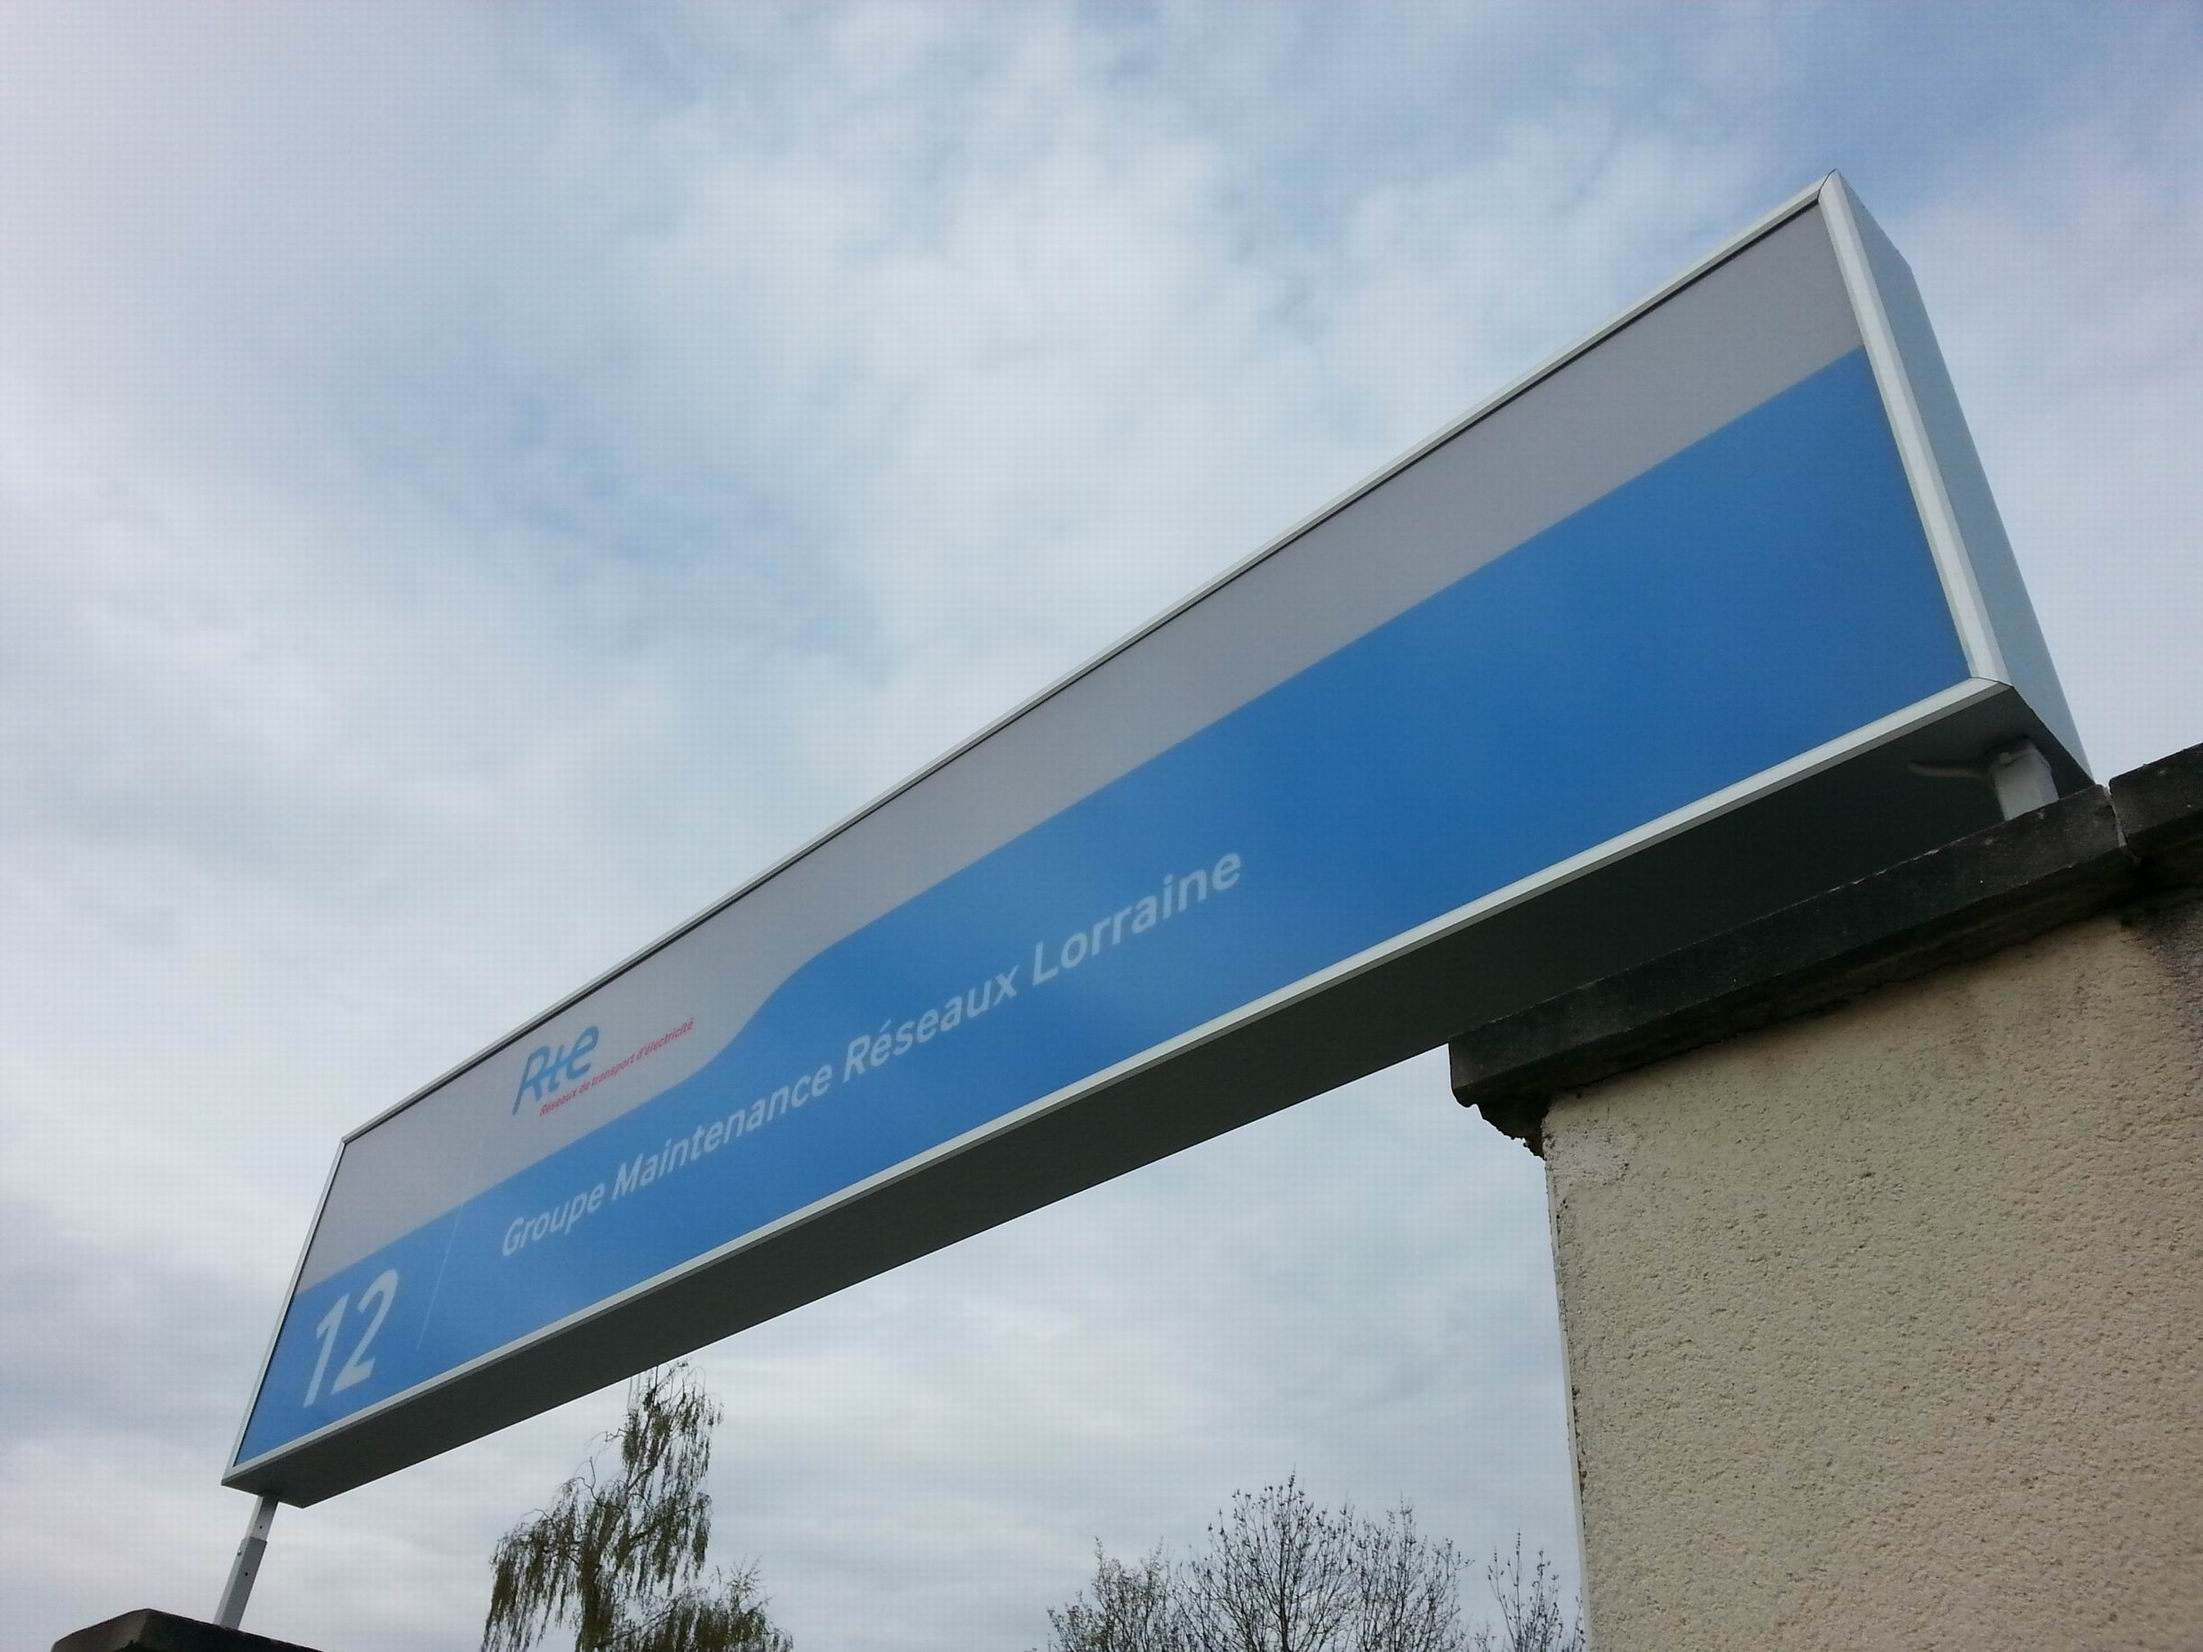 Rte
Réseaux de transport d'électricité
Groupe Maintenance Réseaux Lorraine
12